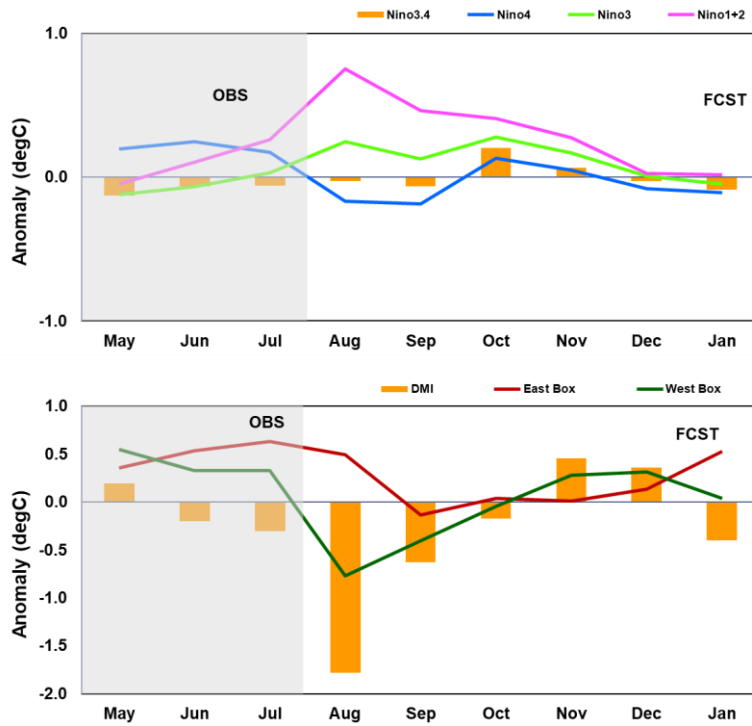 Nino3.4 Nino4 Nino3 Nino1+2
1.0
OBS FCST
0.0
-1.0
Anomaly (degC)
May Jun Jul Aug Sep Oct Nov Dec Jan
DMI East Box West Box
1.0
OBS FCST
0.5
0.0
-0.5
-1.0
-1.5
-2.0
Anomaly (degC)
May Jun Jul Aug Sep Oct Nov Dec Jan